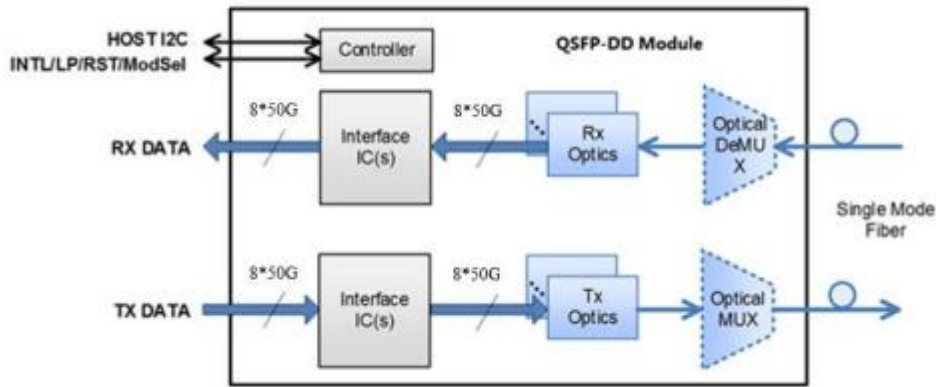 HOST I2C
INTL/LP/RST/ModSel
Controller
QSFP-DD Module
8*50G
8*50G
RX DATA
Interface
IC(s)
Rx
Optics
Optical
DeMU
X
Single Mode
Fiber
8*50G
8*50G
TX DATA
Interface
IC(s)
Tx
Optics
Optical
MUX